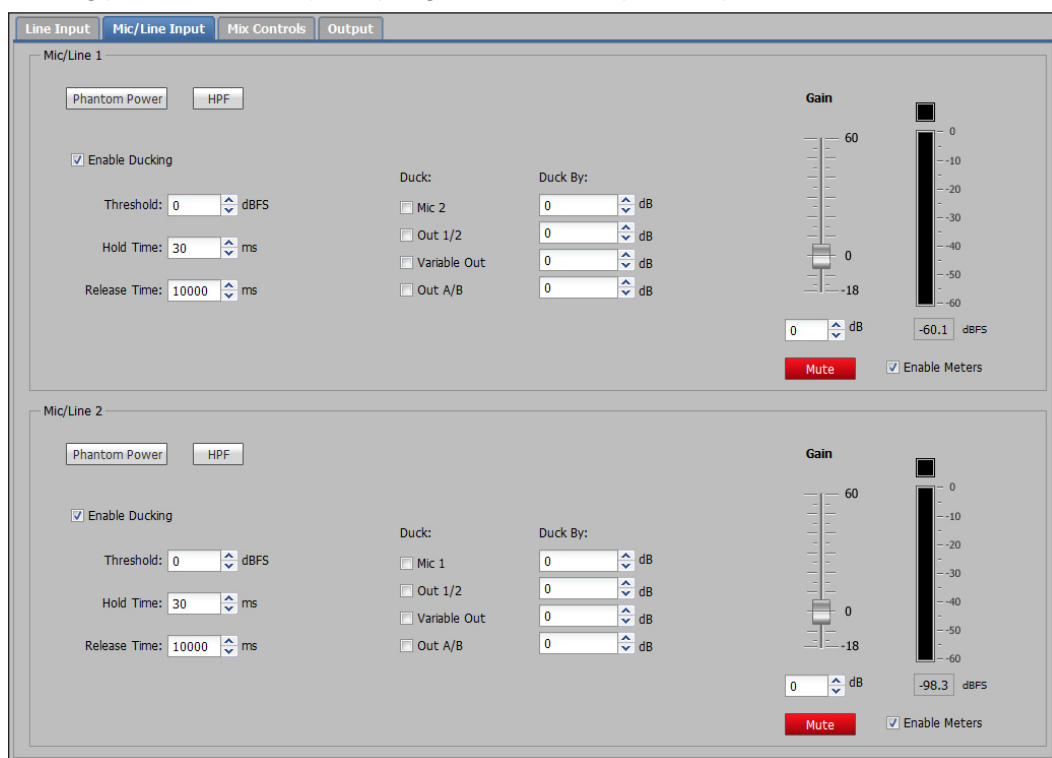 Line Input Mic/Line Input Mix Controls Output
Mic/Line 1
Phantom Power HPF
Enable Ducking
Threshold: 0 dBFS
Hold Time: 30 ms
Release Time: 10000 ms
Duck: Duck By:
Mic 2 0 dB
Out 1/2 0 dB
Variable Out 0 dB
Out A/B 0 dB
Gain
60
0
-18
0 dB
Mute
0
-10
-20
-30
-40
-50
-60
-60.1 dBFS
Enable Meters
Mic/Line 2
Phantom Power HPF
Enable Ducking
Threshold: 0 dBFS
Hold Time: 30 ms
Release Time: 10000 ms
Duck: Duck By:
Mic 1 0 dB
Out 1/2 0 dB
Variable Out 0 dB
Out A/B 0 dB
Gain
60
0
-18
0 dB
Mute
0
-10
-20
-30
-40
-50
-60
-98.3 dBFS
Enable Meters